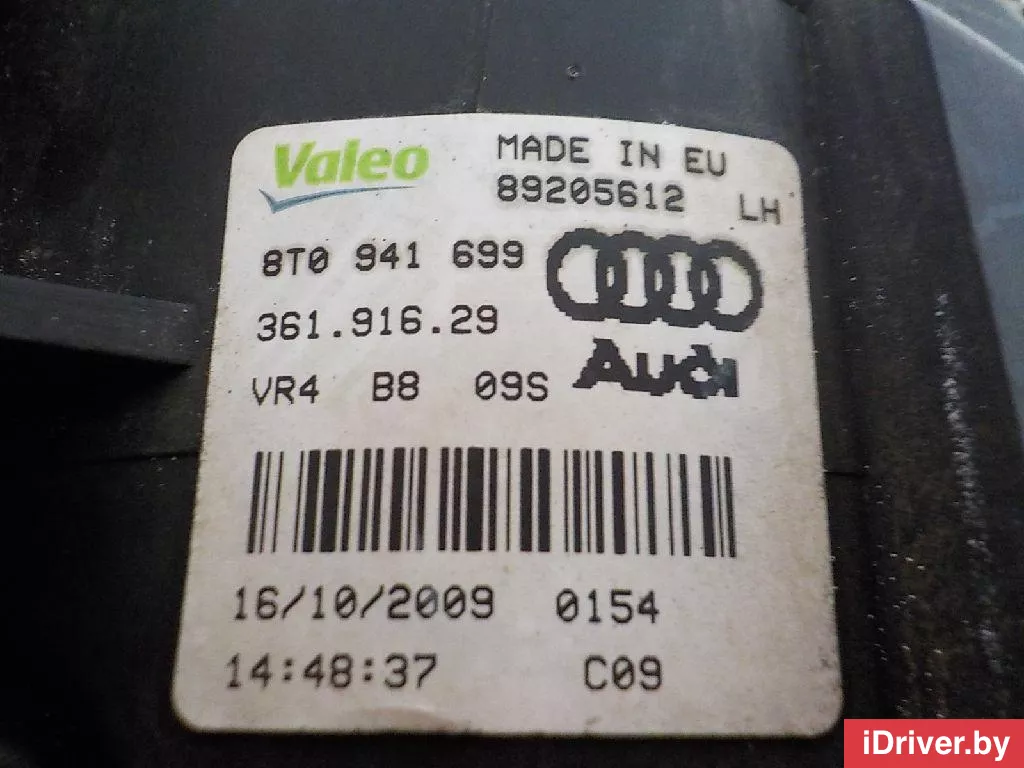 Valeo
MADE IN EU
89205612 LH
8T0 941 699
361.916.29
Audi
VR4 B8 09S
16/10/2009 0154
14:48:37 C09
iDriver.by